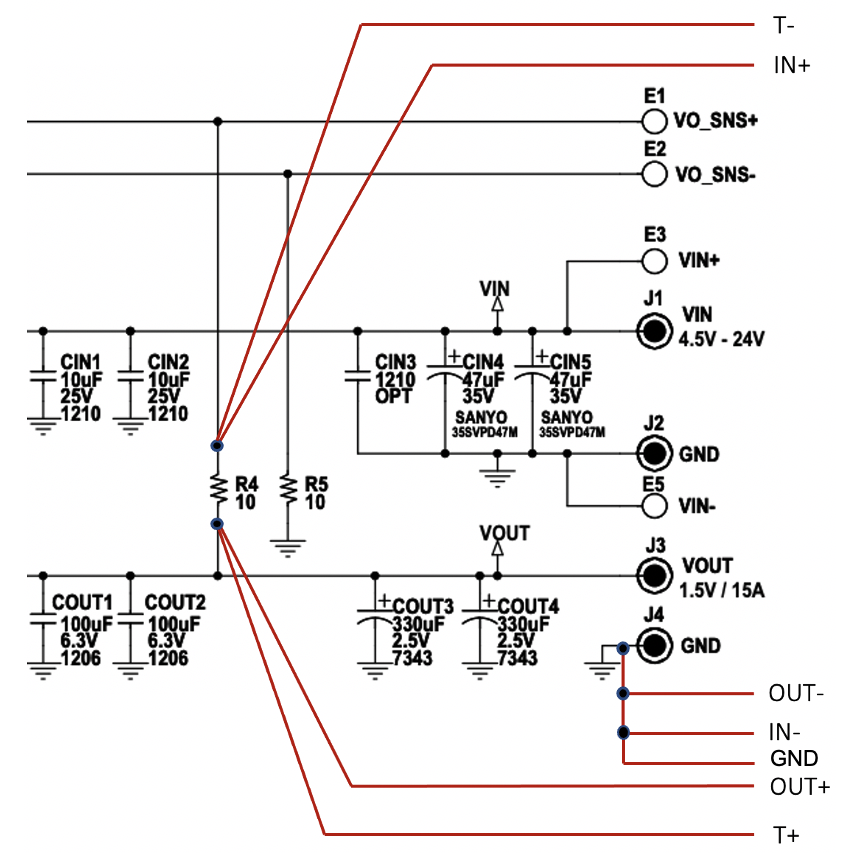 T-
IN+
E1
VO_SNS+
E2
VO_SNS-
E3
VIN+
VIN
J1
VIN
4.5V - 24V
CIN1
10uF
25V
1210
CIN2
10uF
25V
1210
CIN3
1210
OPT
+
CIN4
47uF
35V
SANYO
35SVPD47M
+
CIN5
47uF
35V
SANYO
35SVPD47M
J2
GND
E5
VIN-
R4
10
R5
10
VOUT
J3
VOUT
1.5V / 15A
COUT1
100uF
6.3V
1206
COUT2
100uF
6.3V
1206
+
COUT3
330uF
2.5V
7343
+
COUT4
330uF
2.5V
7343
J4
GND
OUT-
IN-
GND
OUT+
T+